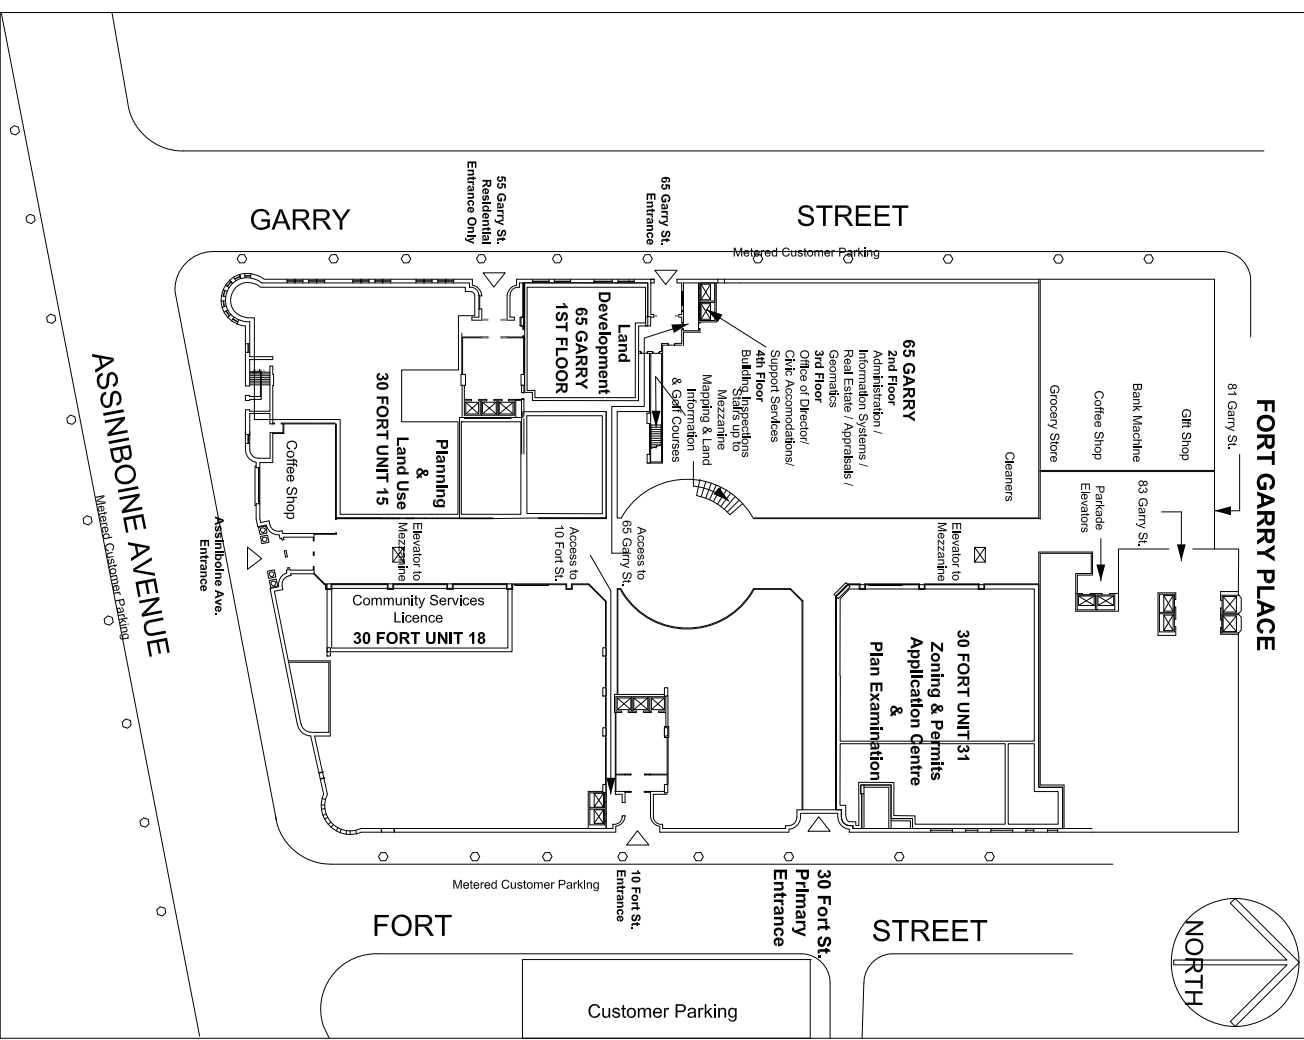 GARRY
STREET
55 Garry St.
Residential
Entrance Only
65 Garry St.
Entrance
Metered Customer Parking
FORT GARRY PLACE
81 Garry St.
Gift Shop
Bank Machine
Coffee Shop
Grocery Store
83 Garry St.
Parkade
Elevators
Cleaners
65 GARRY
2nd Floor
Administration /
Information Systems /
Real Estate / Appraisals /
Geomatics
3rd Floor
Office of Director/
Civic Accomodations/
Support Services
4th Floor
Building Inspections
Stairs up to
Mezzanine
Mapping & Land
Information
& Golf Courses
Land
Development
65 GARRY
1ST FLOOR
Planning
&
Land Use
30 FORT UNIT 15
Coffee Shop
Elevator to
Mezzanine
Access to
10 Fort St.
Access to
65 Garry St.
Elevator to
Mezzanine
Assiniboine Ave.
Entrance
ASSINIBOINE AVENUE
Metered Customer Parking
Community Services
Licence
30 FORT UNIT 18
30 FORT UNIT 31
Zoning & Permits
Application Centre
&
Plan Examination
Metered Customer Parking
10 Fort St.
Entrance
30 Fort St.
Primary
Entrance
FORT
STREET
Customer Parking
NORTH